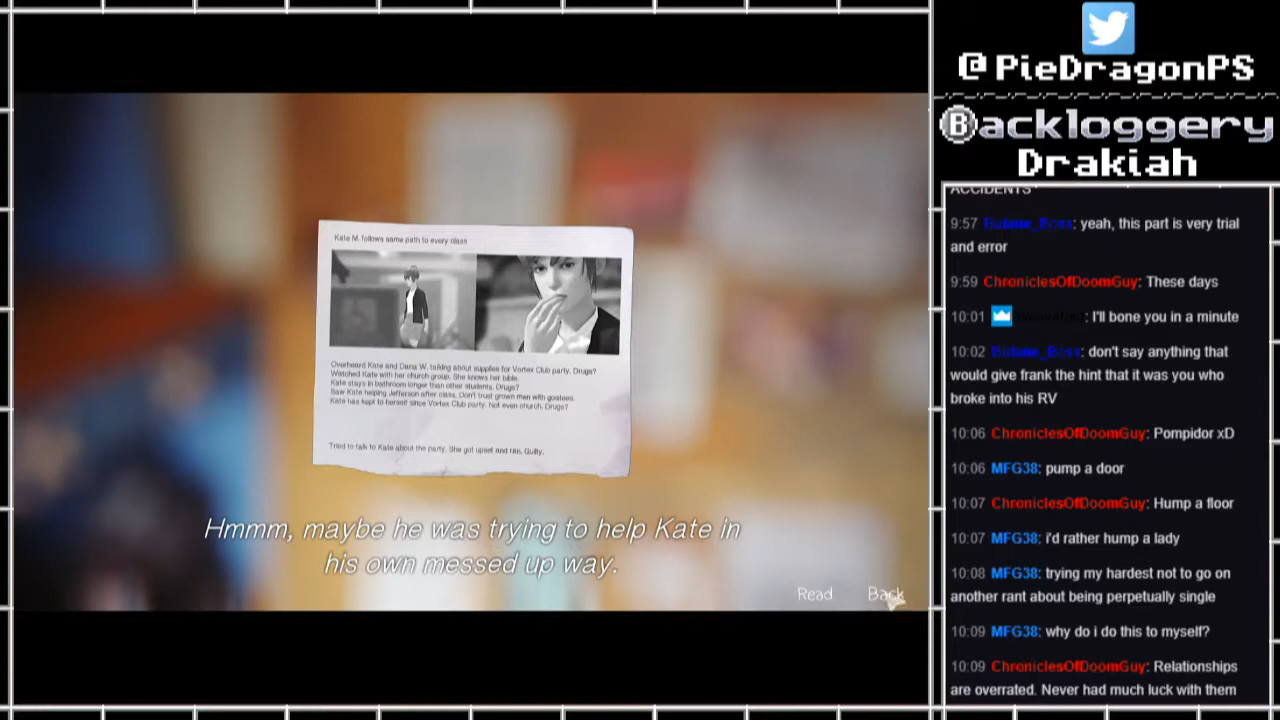 Kate M. follows same path to every class
Overheard Kate and Dana W. talking about supplies for Vortex Club party. Drugs?
Watched Kate with her church group. She knows her bible.
Kate stays in bathroom longer than other students. Drugs?
Saw Kate helping Jefferson after class. Don't trust grown men with goatees.
Kate has kept to herself since Vortex Club party. Not even church. Drugs?
Tried to talk to Kate about the party. She got upset and ran. Guilty.
Hmmm, maybe he was trying to help Kate in
his own messed up way.
Read Back
@PieDragonPS
Backloggery
Drakiah
ACCIDENTS
9:57 Butane_Boss: yeah, this part is very trial
and error
9:59 ChroniclesOfDoomGuy: These days
10:01 : I'll bone you in a minute
10:02 Butane_Boss: don't say anything that
would give frank the hint that it was you who
broke into his RV
10:06 ChroniclesOfDoomGuy: Pompidor xD
10:06 MFG38: pump a door
10:07 ChroniclesOfDoomGuy: Hump a floor
10:07 MFG38: i'd rather hump a lady
10:08 MFG38: trying my hardest not to go on
another rant about being perpetually single
10:09 MFG38: why do i do this to myself?
10:09 ChroniclesOfDoomGuy: Relationships
are overrated. Never had much luck with them